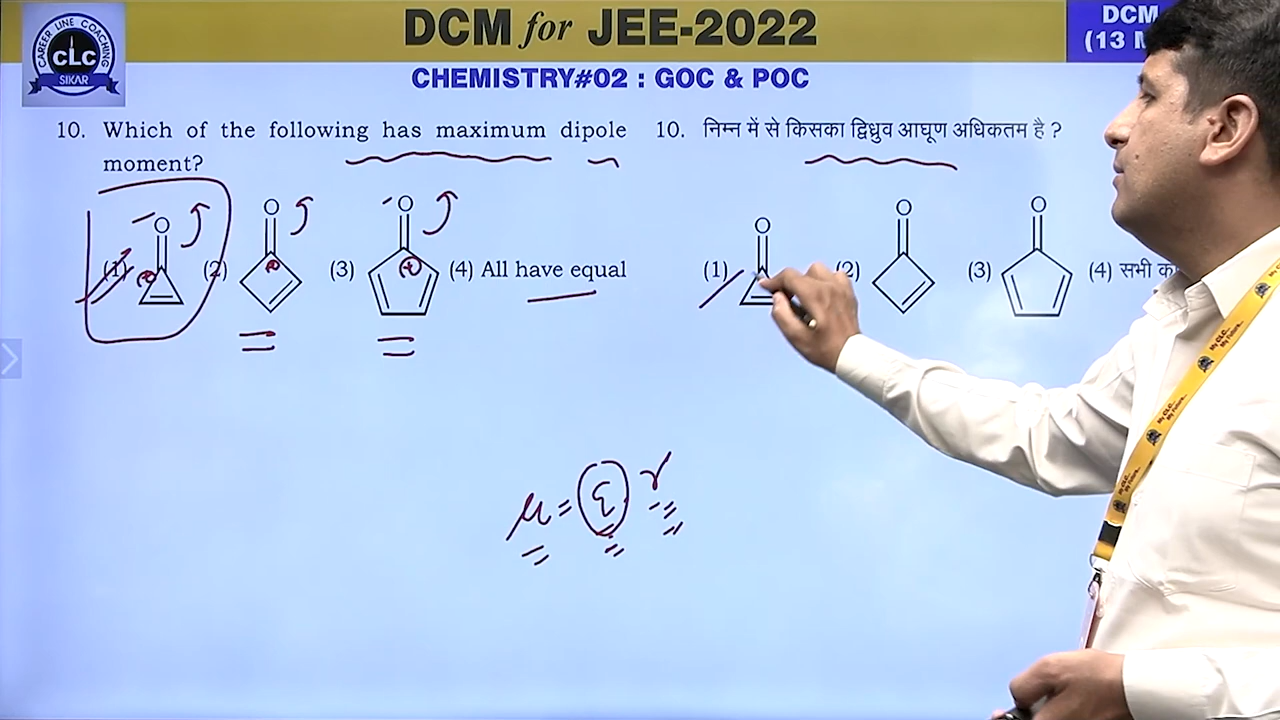 DCM for JEE-2022
DCM
(13 M
CAREER LINE COACHING
CLC
SIKAR
CHEMISTRY#02 : GOC & POC
10. Which of the following has maximum dipole
moment?
O
O
O
(1)
(2)
(3)
(4) All have equal
10. निम्न में से किसका द्विध्रुव आघूण अधिकतम है ?
O
O
O
(1)
(2)
(3)
(4) सभी
μ = q r